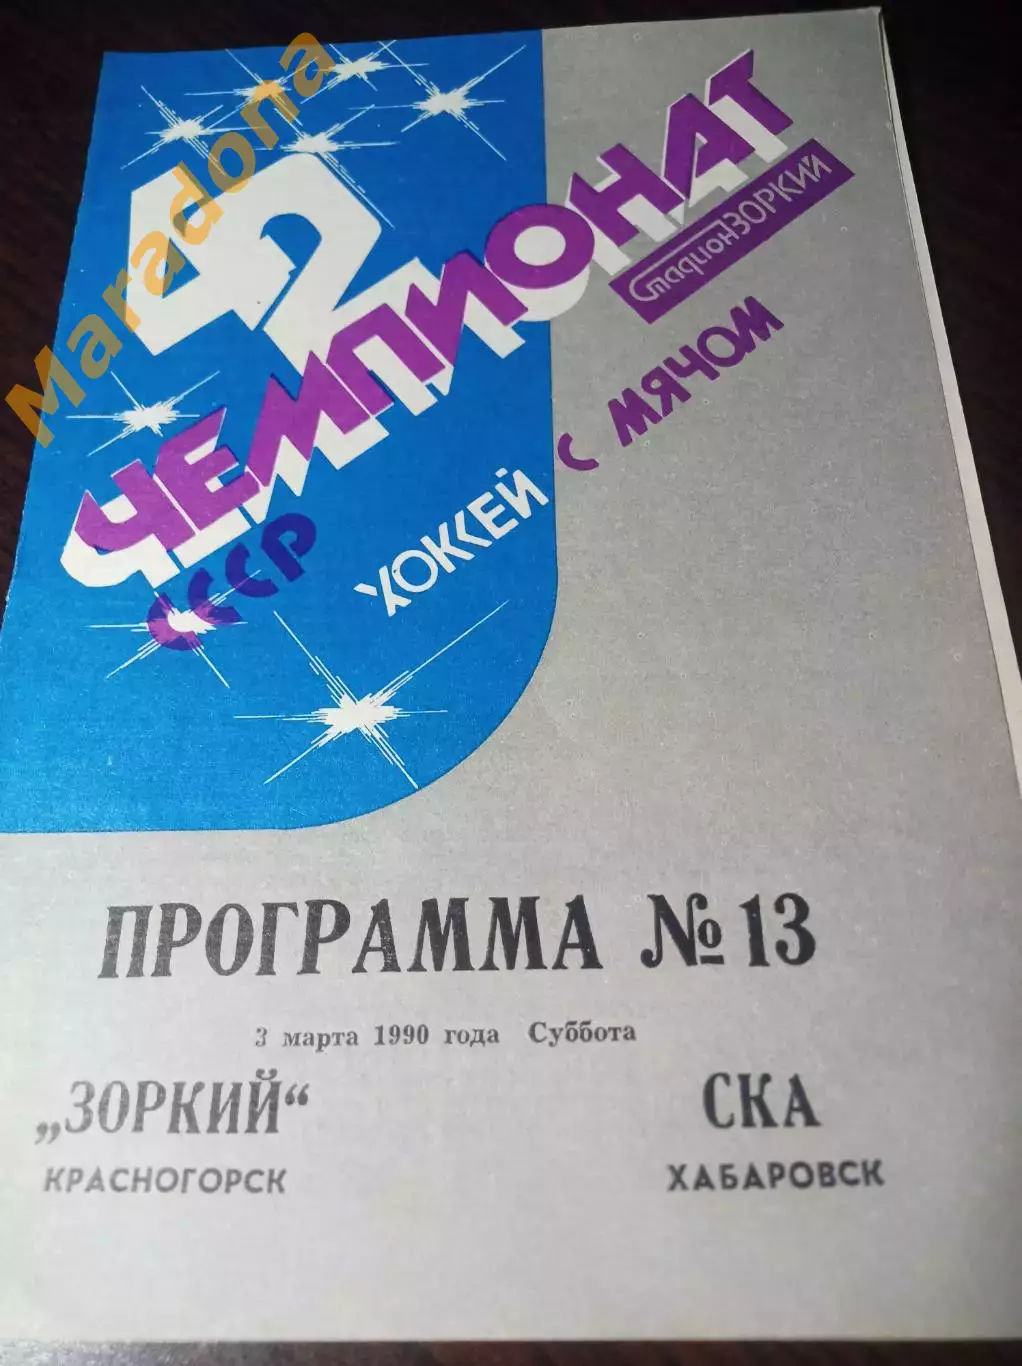 Maradona
42
ЧЕМПИОНАТ
СССР
Стадион ЗОРКИЙ
ХОККЕЙ С МЯЧОМ
ПРОГРАММА №13
3 марта 1990 года Суббота
„ЗОРКИЙ“ СКА
КРАСНОГОРСК ХАБАРОВСК